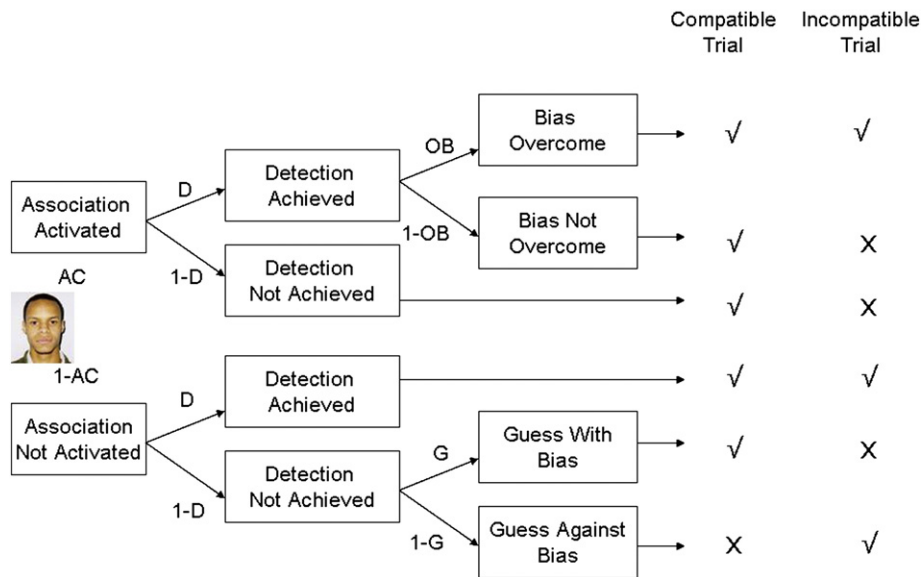 Compatible Trial
Incompatible Trial
Bias Overcome
√
√
OB
Detection Achieved
D
Association Activated
1-OB
Bias Not Overcome
√
X
AC
1-D
Detection Not Achieved
√
X
1-AC
D
Detection Achieved
√
√
Association Not Activated
G
Guess With Bias
√
X
1-D
Detection Not Achieved
1-G
Guess Against Bias
X
√